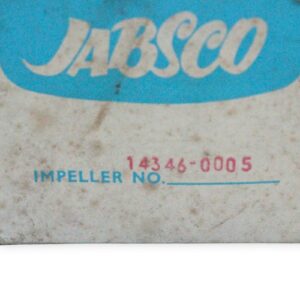 JABSCO
14346-0005
IMPELLER NO.